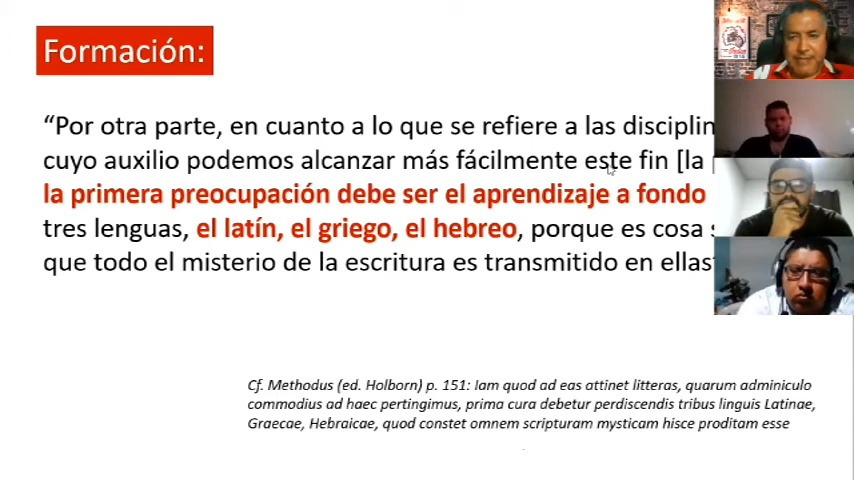 Formación:
“Por otra parte, en cuanto a lo que se refiere a las
cuyo auxilio podemos alcanzar más fácilmente este fin [la
la primera preocupación debe ser el aprendizaje a fondo
tres lenguas, el latín, el griego, el hebreo, porque es cosa
que todo el misterio de la escritura es transmitido en ellas
Cf. Methodus (ed. Holborn) p. 151: Iam quod ad eas attinet litteras, quarum adminiculo
commodius ad haec pertingimus, prima cura debetur perdiscendis tribus linguis Latinae,
Graecae, Hebraicae, quod constet omnem scripturam mysticam hisce proditam esse